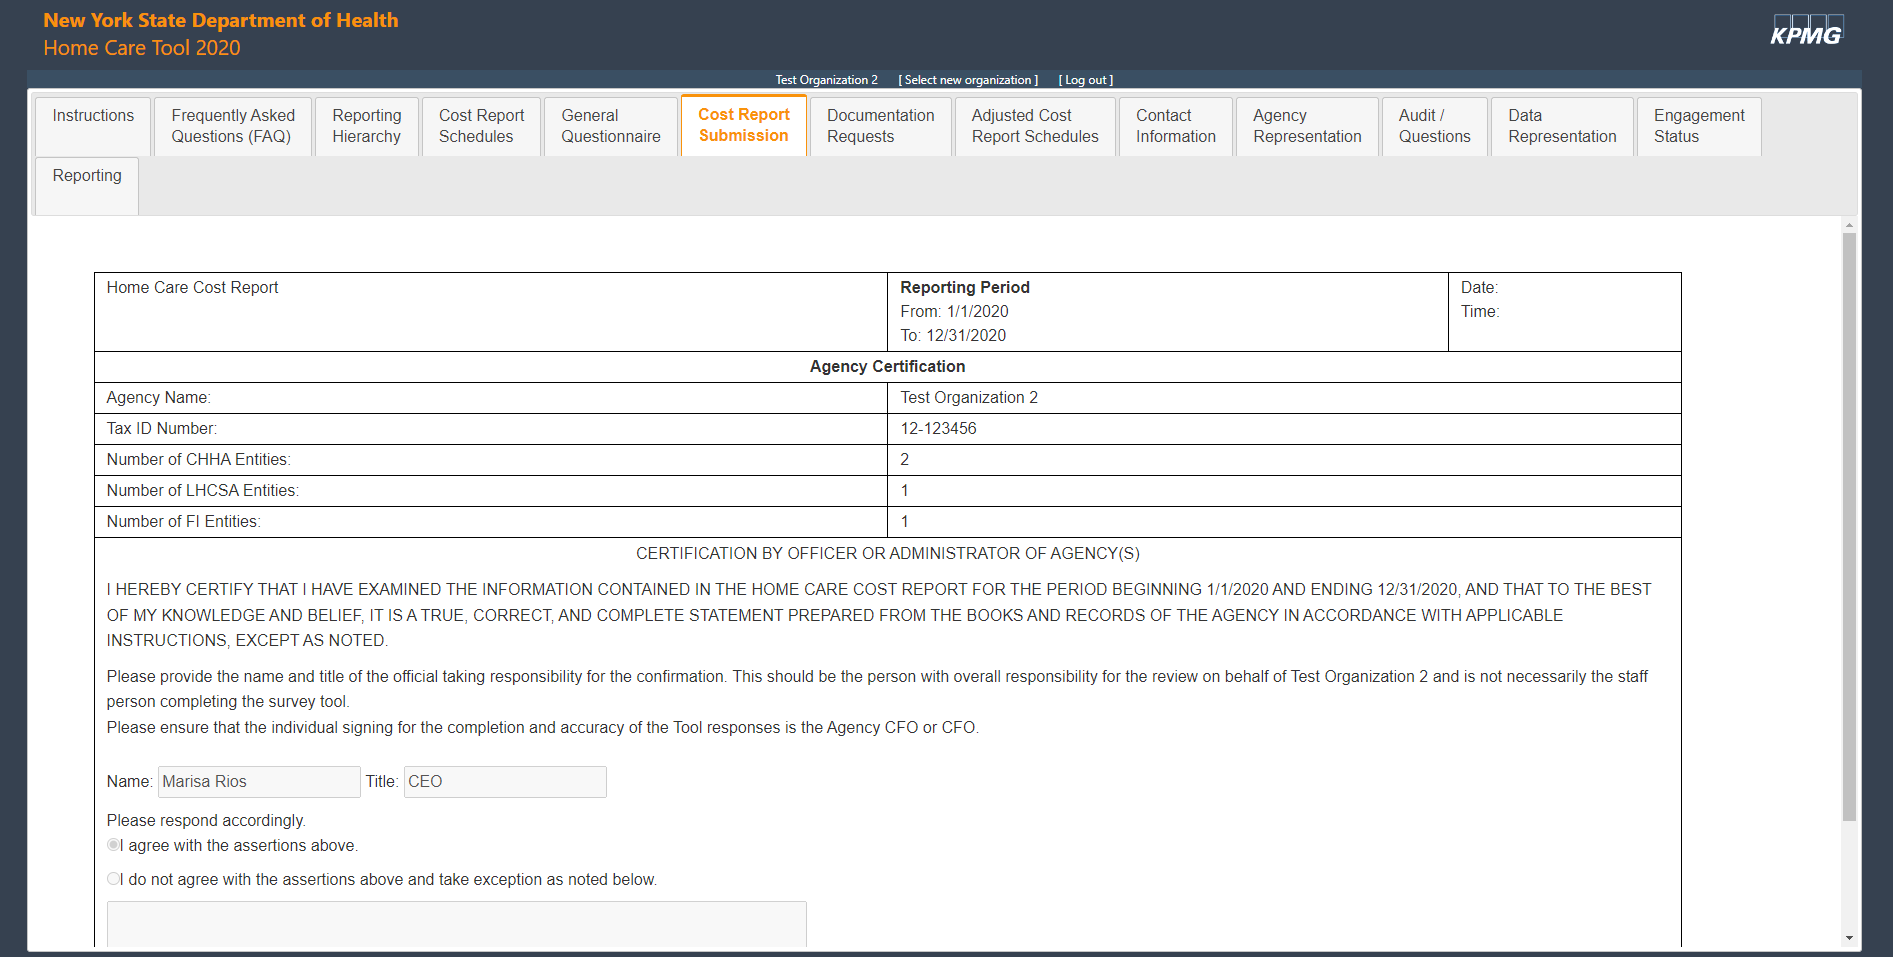 New York State Department of Health
Home Care Tool 2020
KPMG
Test Organization 2 [ Select new organization ] [ Log out ]
Instructions
Frequently Asked
Questions (FAQ)
Reporting
Hierarchy
Cost Report
Schedules
General
Questionnaire
Cost Report
Submission
Documentation
Requests
Adjusted Cost
Report Schedules
Contact
Information
Agency
Representation
Audit /
Questions
Data
Representation
Engagement
Status
Reporting
Home Care Cost Report
Reporting Period
From: 1/1/2020
To: 12/31/2020
Date:
Time:
Agency Certification
Agency Name: Test Organization 2
Tax ID Number: 12-123456
Number of CHHA Entities: 2
Number of LHCSA Entities: 1
Number of FI Entities: 1
CERTIFICATION BY OFFICER OR ADMINISTRATOR OF AGENCY(S)
I HEREBY CERTIFY THAT I HAVE EXAMINED THE INFORMATION CONTAINED IN THE HOME CARE COST REPORT FOR THE PERIOD BEGINNING 1/1/2020 AND ENDING 12/31/2020, AND THAT TO THE BEST
OF MY KNOWLEDGE AND BELIEF, IT IS A TRUE, CORRECT, AND COMPLETE STATEMENT PREPARED FROM THE BOOKS AND RECORDS OF THE AGENCY IN ACCORDANCE WITH APPLICABLE
INSTRUCTIONS, EXCEPT AS NOTED.
Please provide the name and title of the official taking responsibility for the confirmation. This should be the person with overall responsibility for the review on behalf of Test Organization 2 and is not necessarily the staff
person completing the survey tool.
Please ensure that the individual signing for the completion and accuracy of the Tool responses is the Agency CFO or CFO.
Name: Marisa Rios Title: CEO
Please respond accordingly.
I agree with the assertions above.
I do not agree with the assertions above and take exception as noted below.